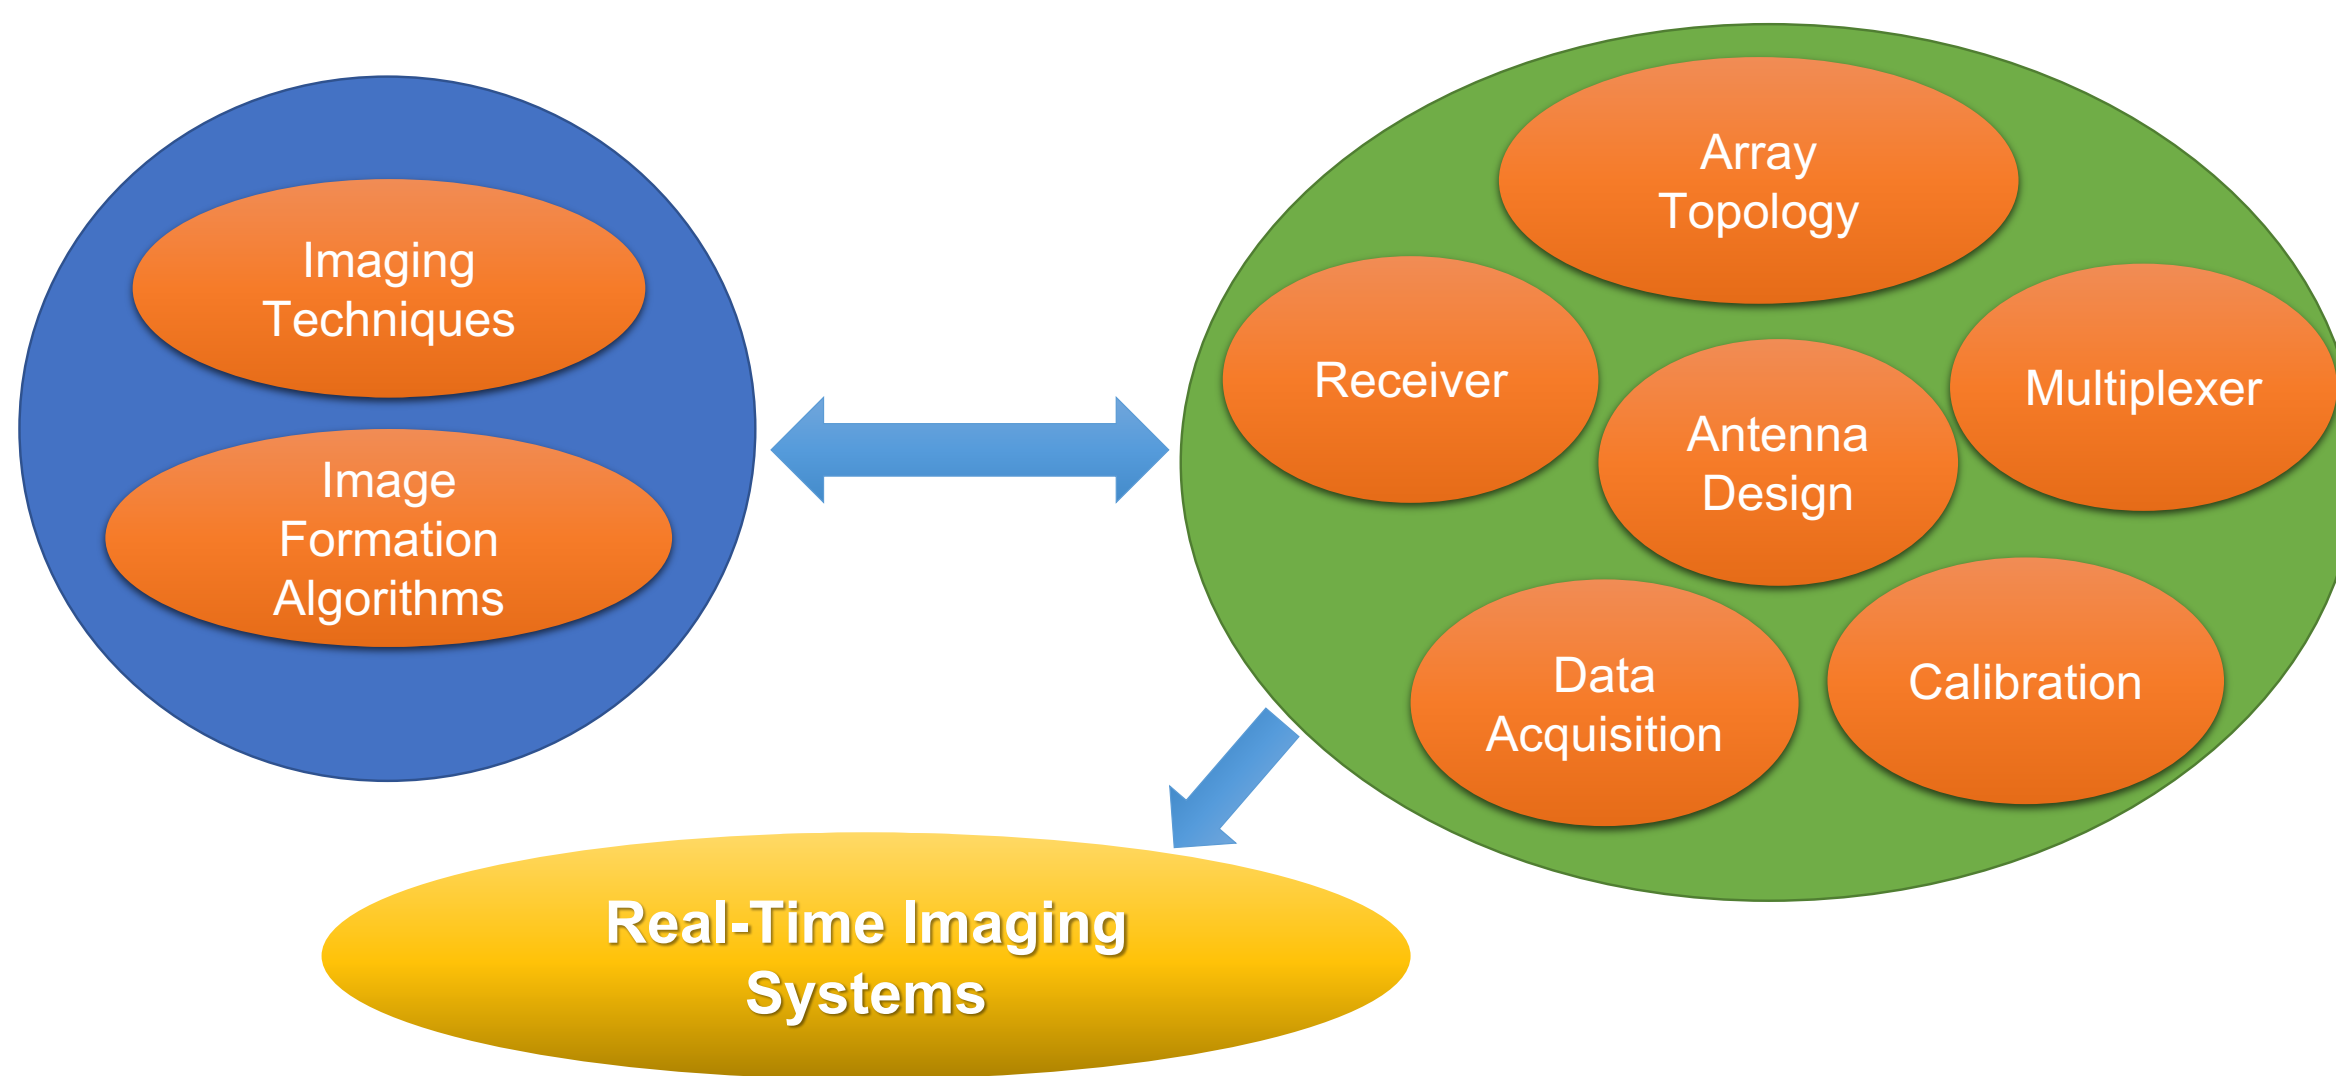 Imaging
Techniques
Image
Formation
Algorithms
Array
Topology
Receiver
Multiplexer
Antenna
Design
Data
Acquisition
Calibration
Real-Time Imaging
Systems